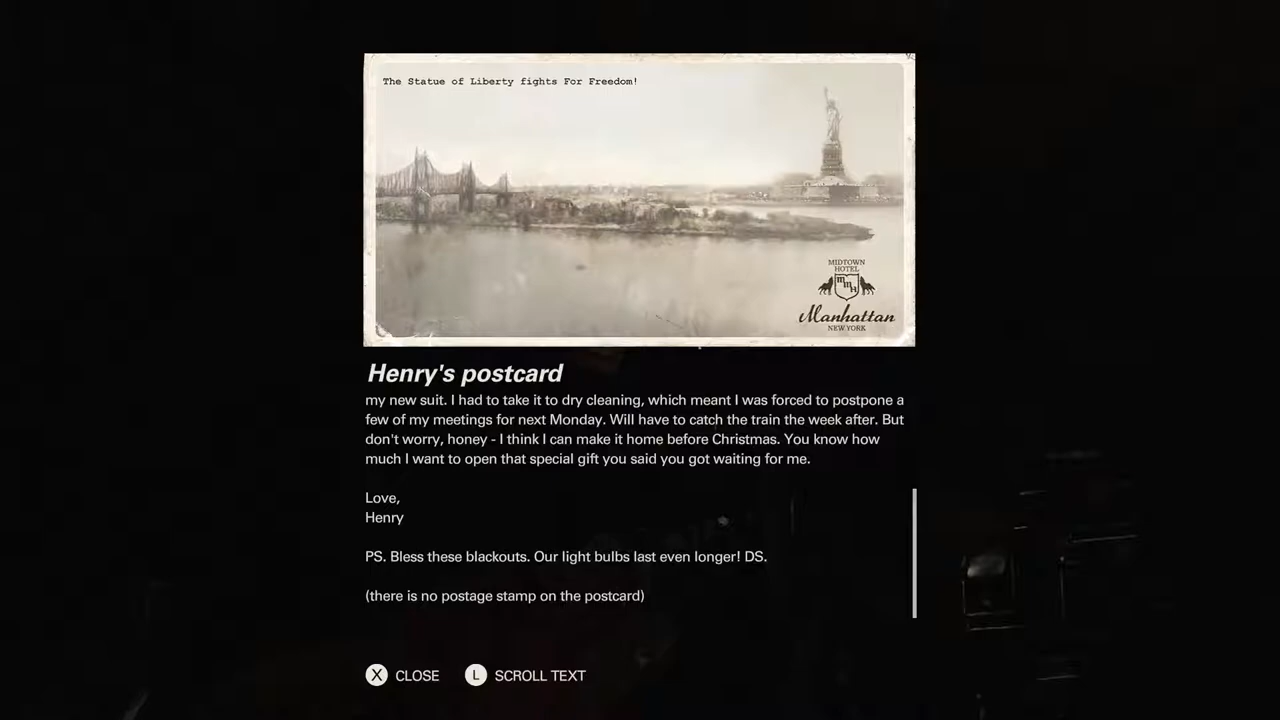 The Statue of Liberty fights For Freedom!
MIDTOWN
HOTEL
MMH
Manhattan
NEW YORK
Henry's postcard
my new suit. I had to take it to dry cleaning, which meant I was forced to postpone a
few of my meetings for next Monday. Will have to catch the train the week after. But
don't worry, honey - I think I can make it home before Christmas. You know how
much I want to open that special gift you said you got waiting for me.
Love,
Henry
PS. Bless these blackouts. Our light bulbs last even longer! DS.
(there is no postage stamp on the postcard)
X CLOSE L SCROLL TEXT